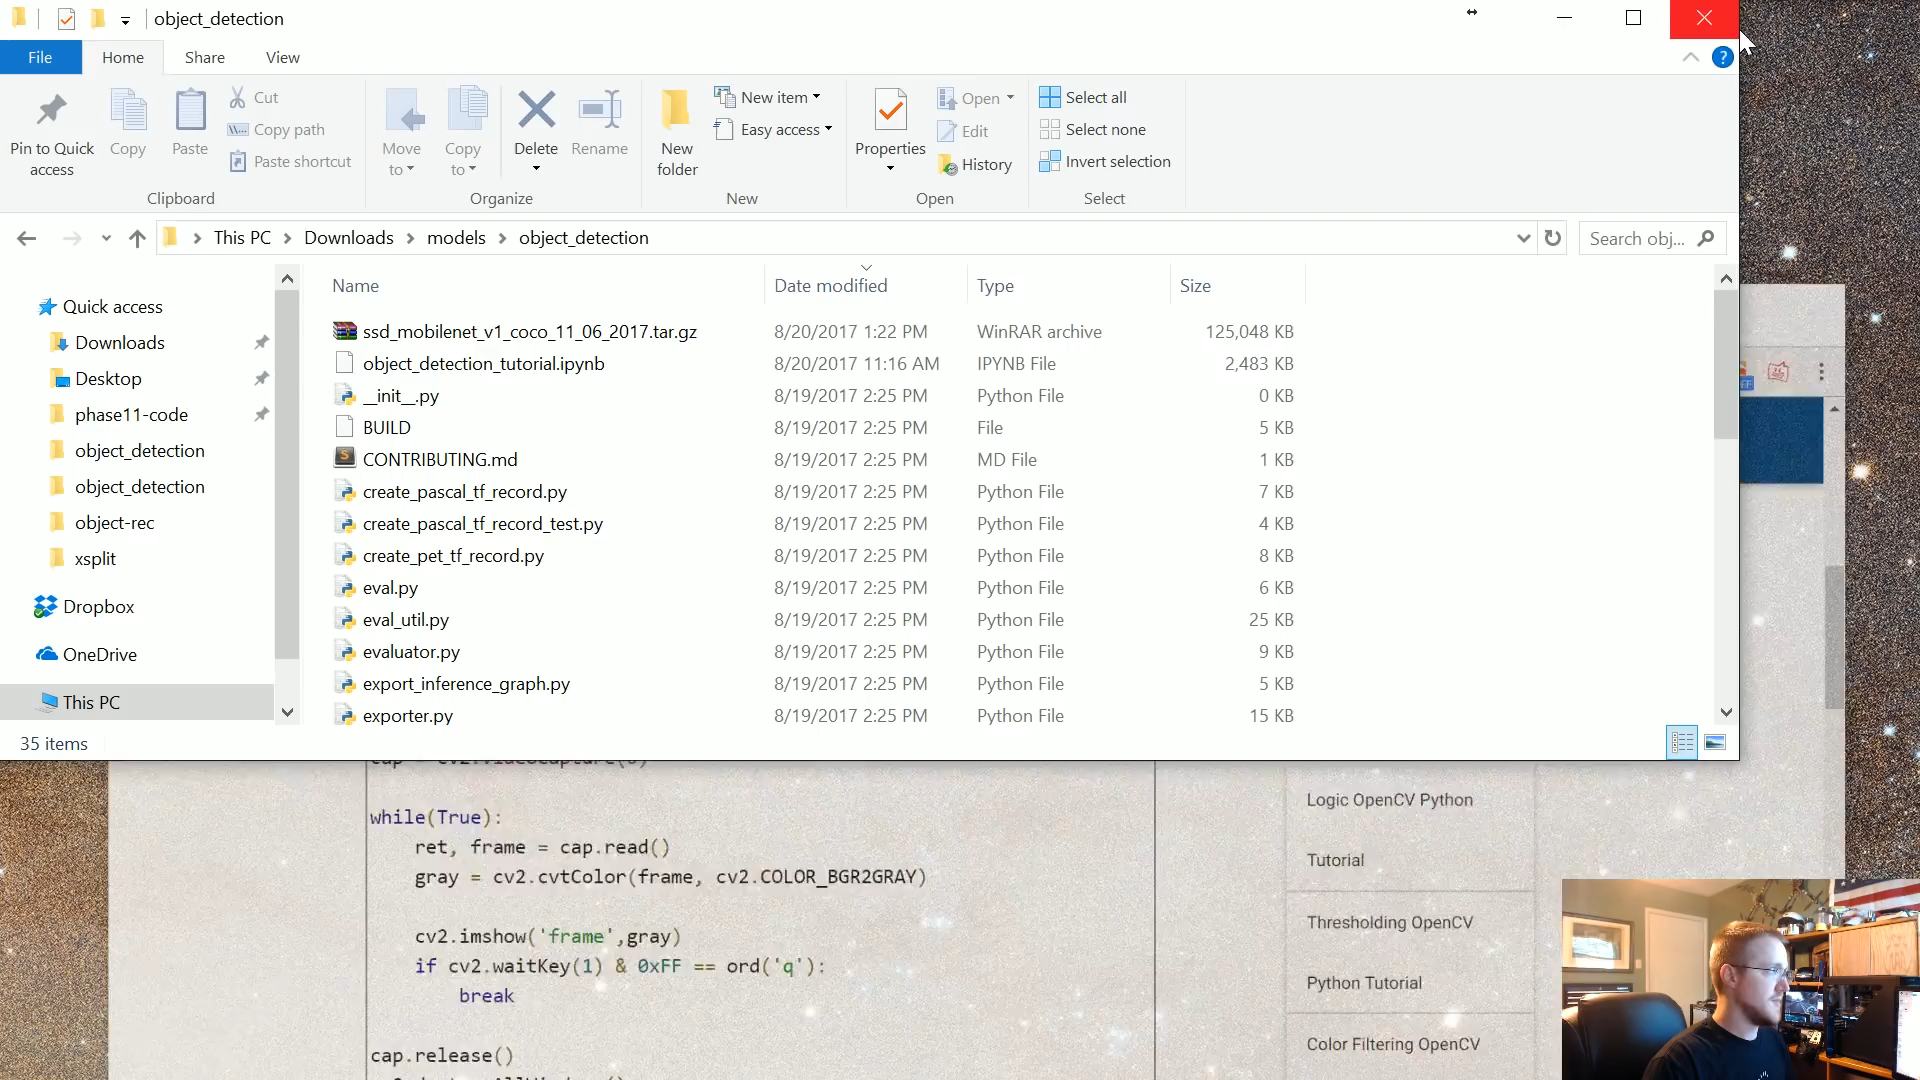 object_detection
File Home Share View
Pin to Quick access
Copy
Paste
Cut
Copy path
Paste shortcut
Clipboard
Move to
Copy to
Delete
Rename
Organize
New folder
New item
Easy access
New
Properties
Open
Edit
History
Open
Select all
Select none
Invert selection
Select
This PC > Downloads > models > object_detection
Search obj...
Quick access
Downloads
Desktop
phase11-code
object_detection
object_detection
object-rec
xsplit
Dropbox
OneDrive
This PC
Name Date modified Type Size
ssd_mobilenet_v1_coco_11_06_2017.tar.gz 8/20/2017 1:22 PM WinRAR archive 125,048 KB
object_detection_tutorial.ipynb 8/20/2017 11:16 AM IPYNB File 2,483 KB
__init__.py 8/19/2017 2:25 PM Python File 0 KB
BUILD 8/19/2017 2:25 PM File 5 KB
CONTRIBUTING.md 8/19/2017 2:25 PM MD File 1 KB
create_pascal_tf_record.py 8/19/2017 2:25 PM Python File 7 KB
create_pascal_tf_record_test.py 8/19/2017 2:25 PM Python File 4 KB
create_pet_tf_record.py 8/19/2017 2:25 PM Python File 8 KB
eval.py 8/19/2017 2:25 PM Python File 6 KB
eval_util.py 8/19/2017 2:25 PM Python File 25 KB
evaluator.py 8/19/2017 2:25 PM Python File 9 KB
export_inference_graph.py 8/19/2017 2:25 PM Python File 5 KB
exporter.py 8/19/2017 2:25 PM Python File 15 KB
35 items
while(True):
ret, frame = cap.read()
gray = cv2.cvtColor(frame, cv2.COLOR_BGR2GRAY)
cv2.imshow('frame',gray)
if cv2.waitKey(1) & 0xFF == ord('q'):
break
cap.release()
Logic OpenCV Python
Tutorial
Thresholding OpenCV
Python Tutorial
Color Filtering OpenCV